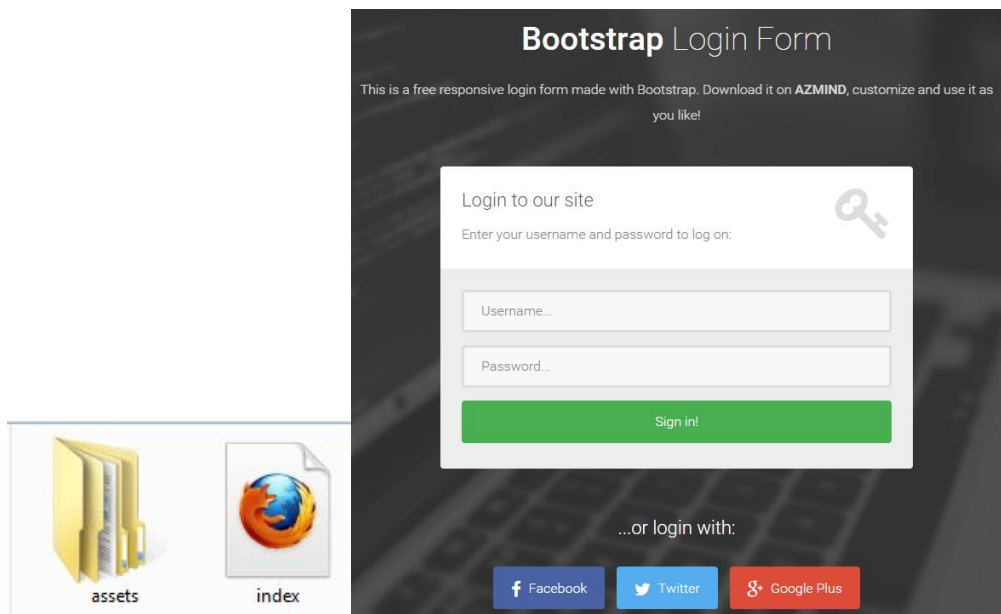 Bootstrap Login Form
This is a free responsive login form made with Bootstrap. Download it on AZMIND, customize and use it as
you like!
Login to our site
Enter your username and password to log on:
Username...
Password...
Sign in!
...or login with:
Facebook
Twitter
Google Plus
assets
index